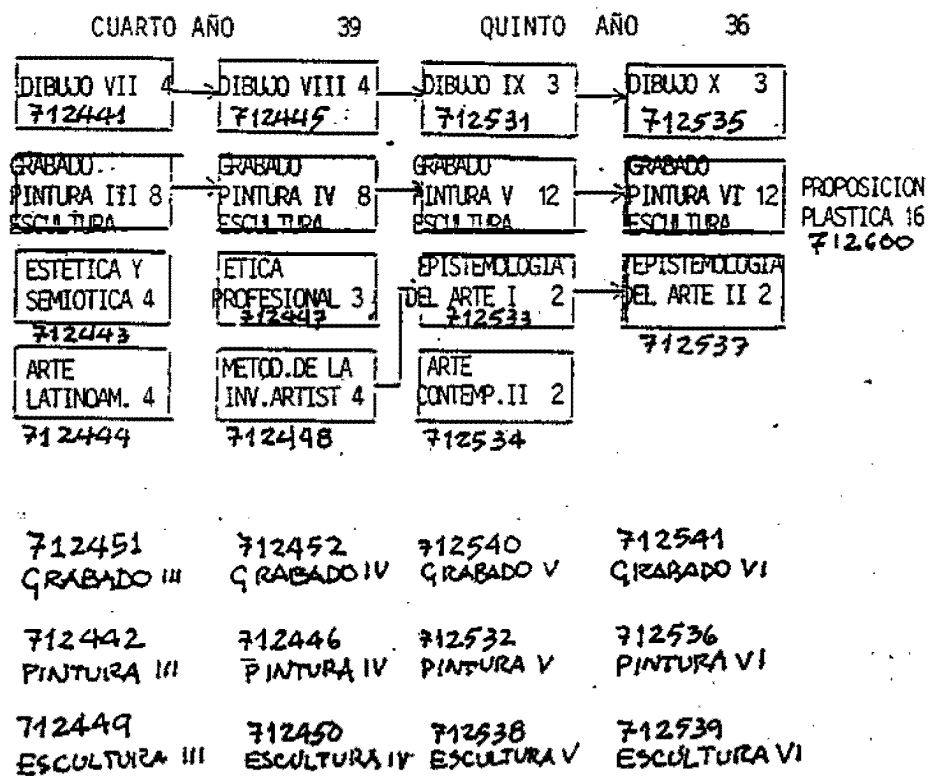 CUARTO AÑO 39 QUINTO AÑO 36
DIBUJO VII 4 DIBUJO VIII 4 DIBUJO IX 3 DIBUJO X 3
712441 712445 712531 712535
GRABADO GRABADO GRABADO GRABADO
PINTURA III 8 PINTURA IV 8 PINTURA V 12 PINTURA VI 12 PROPOSICION
ESCULTURA ESCULTURA ESCULTURA ESCULTURA PLASTICA 16
712600
ESTETICA Y ETICA EPISTEMOLOGIA EPISTEMOLOGIA
SEMIOTICA 4 PROFESIONAL 3 DEL ARTE I 2 DEL ARTE II 2
712443 712447 712533 712537
ARTE METOD.DE LA ARTE
LATINOAM. 4 INV.ARTIST 4 CONTEMP.II 2
712444 712448 712534
712451 712452 712540 712541
GRABADO III GRABADO IV GRABADO V GRABADO VI
712442 712446 712532 712536
PINTURA III PINTURA IV PINTURA V PINTURA VI
712449 712450 712538 712539
ESCULTURA III ESCULTURA IV ESCULTURA V ESCULTURA VI